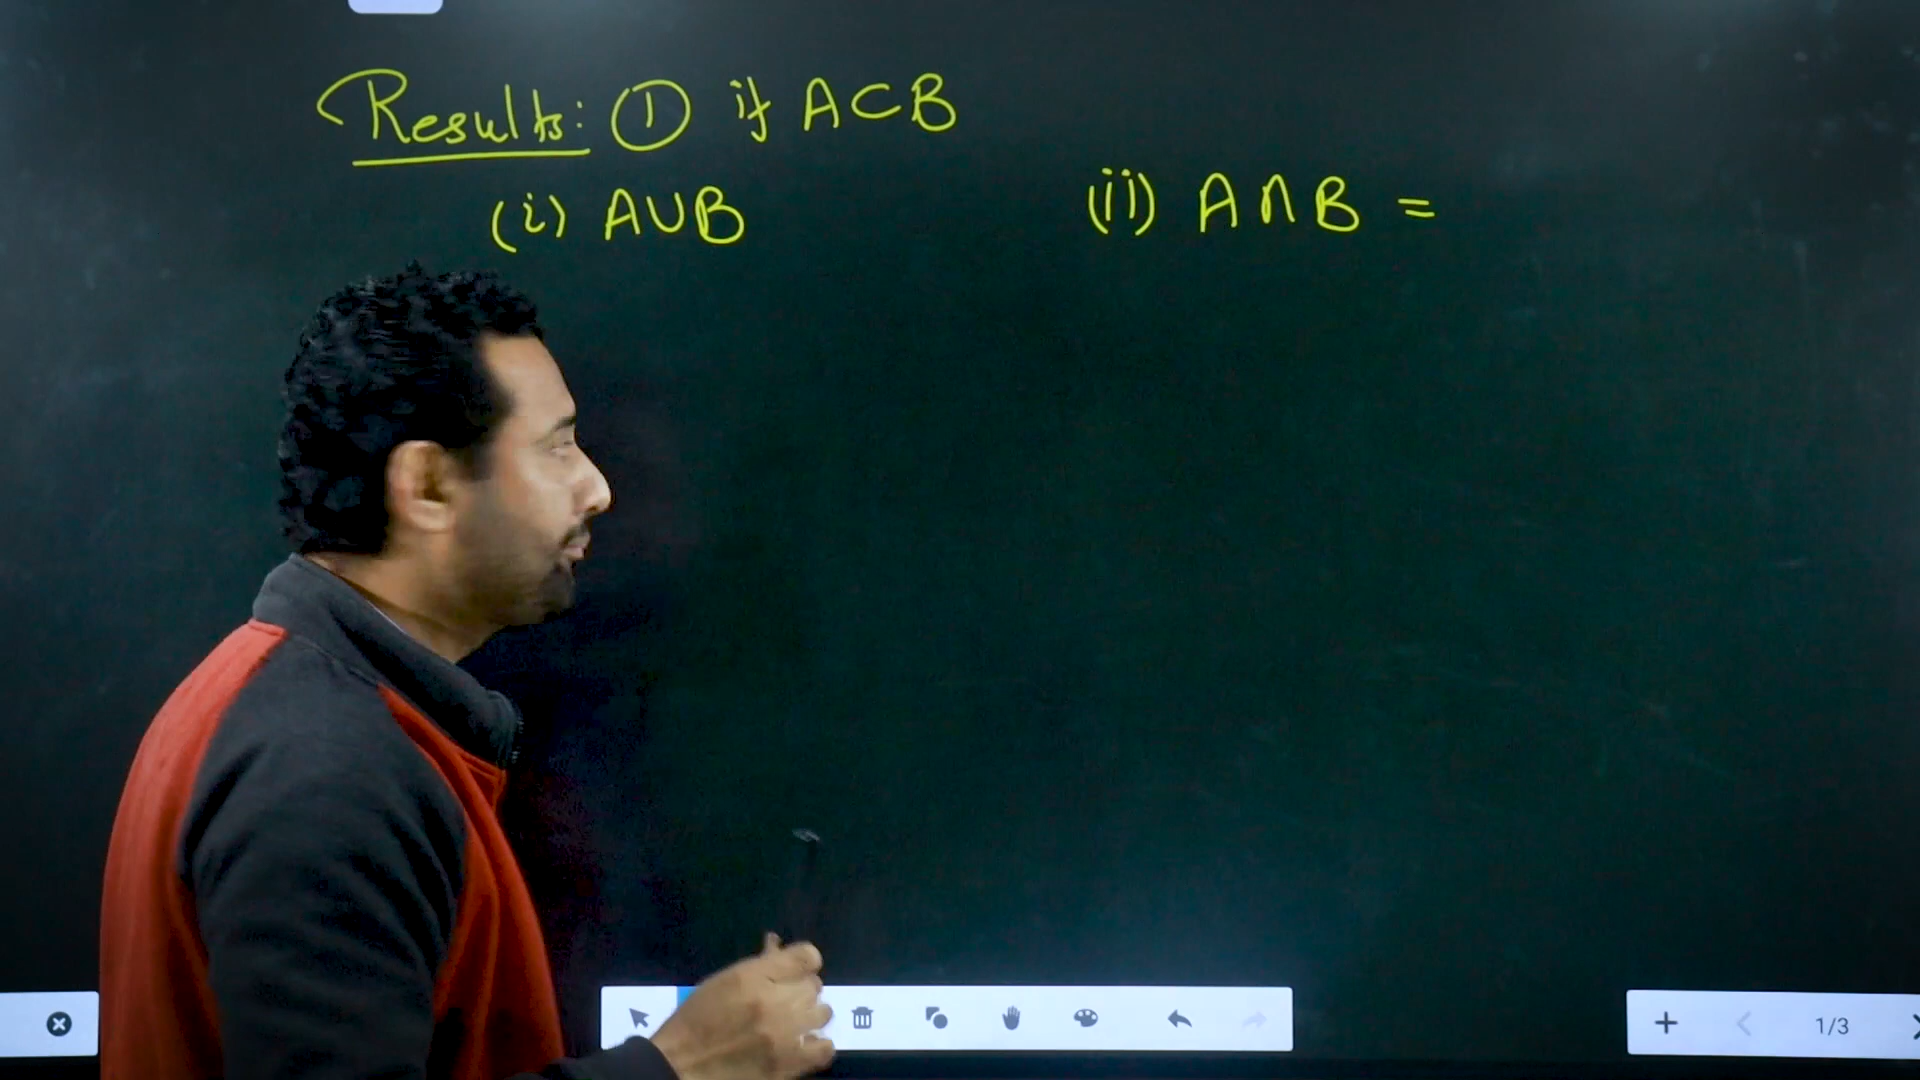 Results: ① if A⊂B
(i) A∪B
(ii) A∩B =
1/3